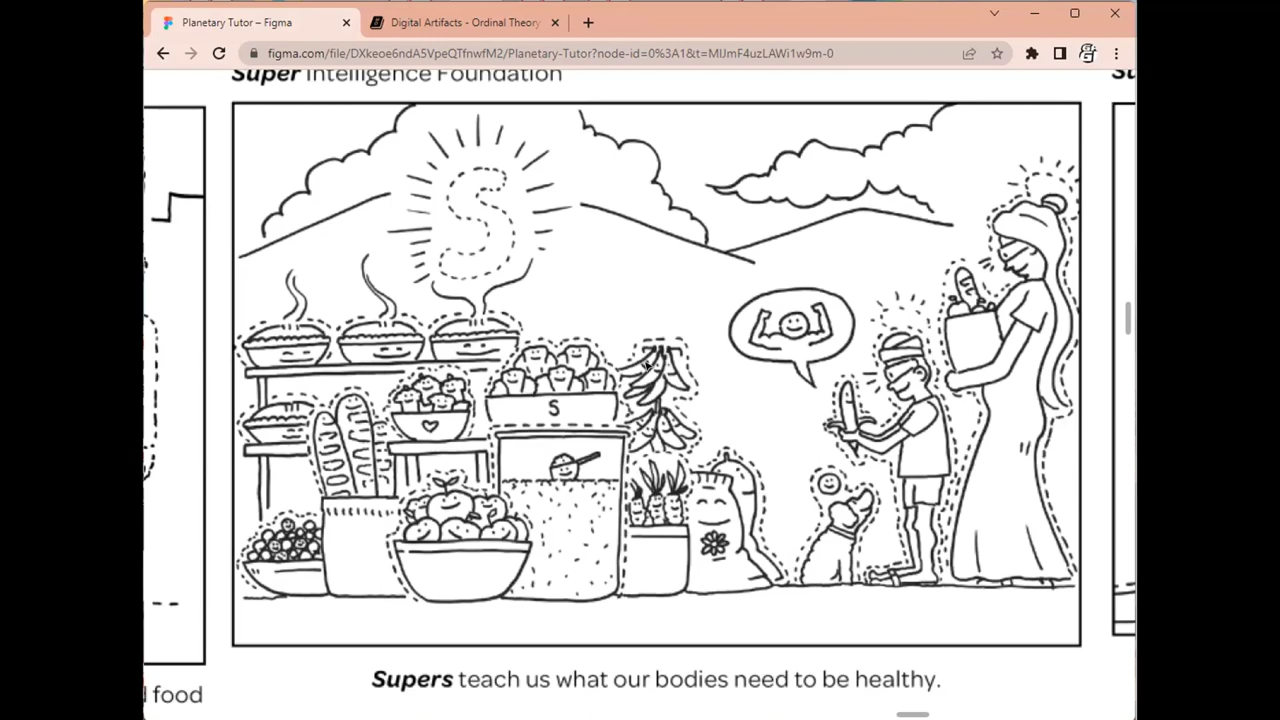 Planetary Tutor – Figma
Digital Artifacts - Ordinal Theory
figma.com/file/DXkeoe6ndA5VpeQTfnwfM2/Planetary-Tutor?node-id=0%3A1&t=MIJmF4uzLAWi1w9m-0
Super Intelligence Foundation
S
S
Supers teach us what our bodies need to be healthy.
d food